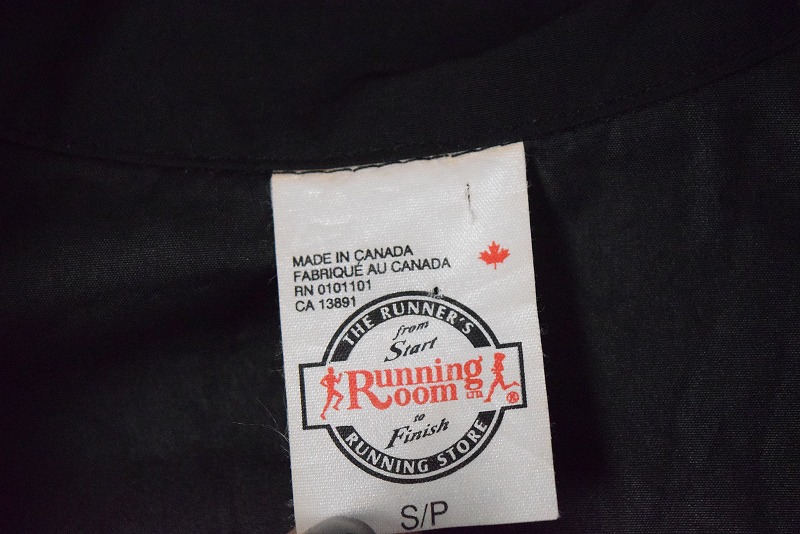 MADE IN CANADA
FABRIQUÉ AU CANADA
RN 0101101
CA 13891
THE RUNNER'S
from
Start
Running
Room LTD.
to
Finish
RUNNING STORE
S/P